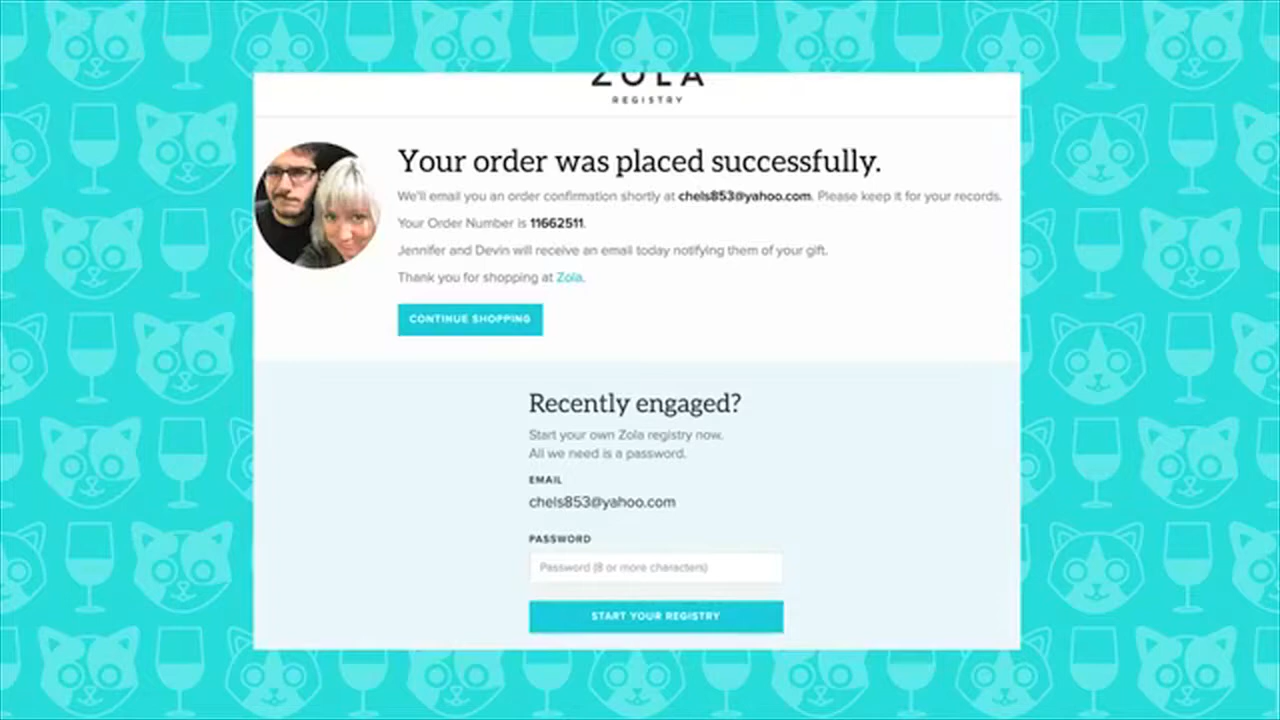 ZOLA
REGISTRY
Your order was placed successfully.
We'll email you an order confirmation shortly at chels853@yahoo.com. Please keep it for your records.
Your Order Number is 11662511.
Jennifer and Devin will receive an email today notifying them of your gift.
Thank you for shopping at Zola.
CONTINUE SHOPPING
Recently engaged?
Start your own Zola registry now.
All we need is a password.
EMAIL
chels853@yahoo.com
PASSWORD
Password (8 or more characters)
START YOUR REGISTRY